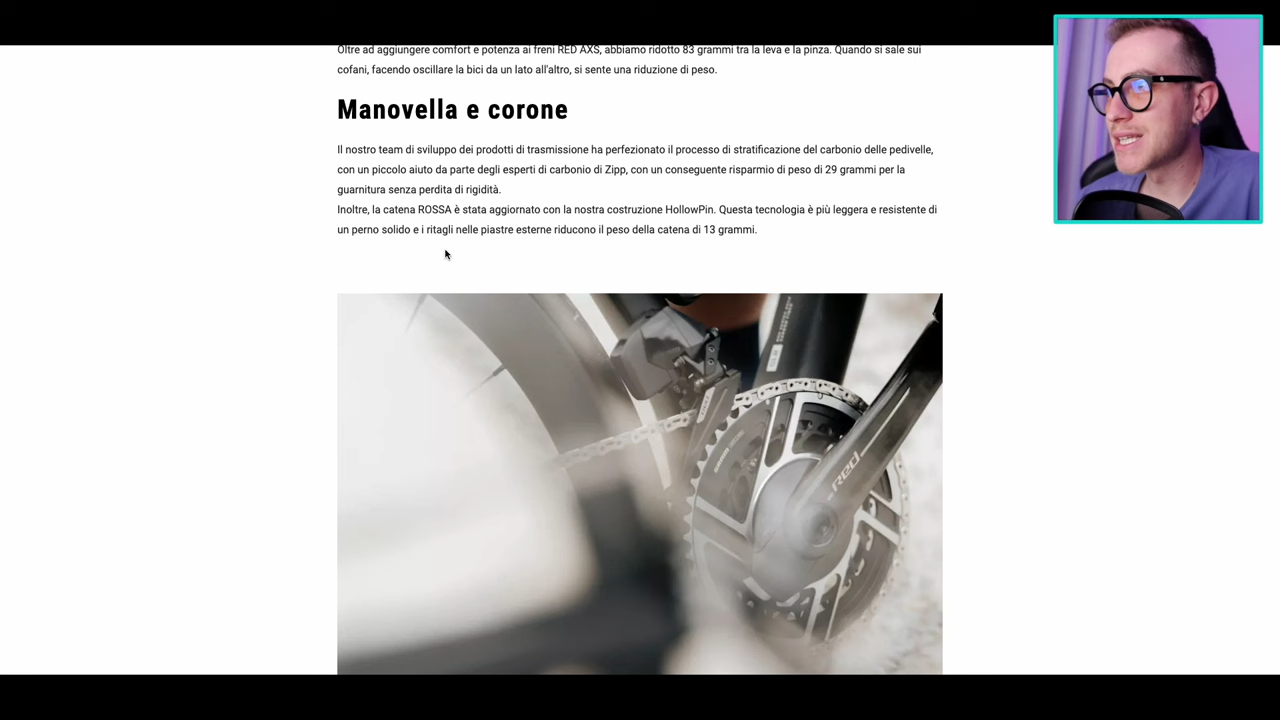 Oltre ad aggiungere comfort e potenza ai freni RED AXS, abbiamo ridotto 83 grammi tra la leva e la pinza. Quando si sale sui
cofani, facendo oscillare la bici da un lato all'altro, si sente una riduzione di peso.
Manovella e corone
Il nostro team di sviluppo dei prodotti di trasmissione ha perfezionato il processo di stratificazione del carbonio delle pedivelle,
con un piccolo aiuto da parte degli esperti di carbonio di Zipp, con un conseguente risparmio di peso di 29 grammi per la
guarnitura senza perdita di rigidità.
Inoltre, la catena ROSSA è stata aggiornato con la nostra costruzione HollowPin. Questa tecnologia è più leggera e resistente di
un perno solido e i ritagli nelle piastre esterne riducono il peso della catena di 13 grammi.
Red